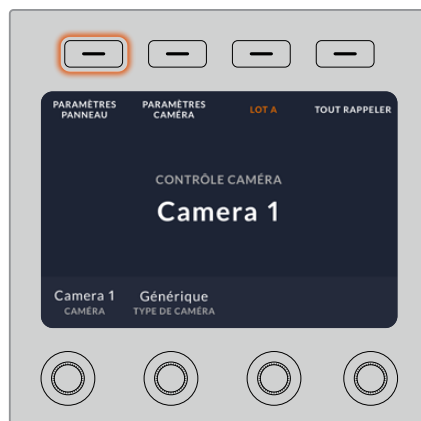 PARAMÈTRES PANNEAU
PARAMÈTRES CAMÉRA
LOT A
TOUT RAPPELER
CONTRÔLE CAMÉRA
Camera 1
Camera 1
CAMÉRA
Générique
TYPE DE CAMÉRA